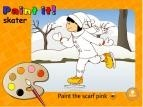 Paint it!
skater
Paint the scarf pink